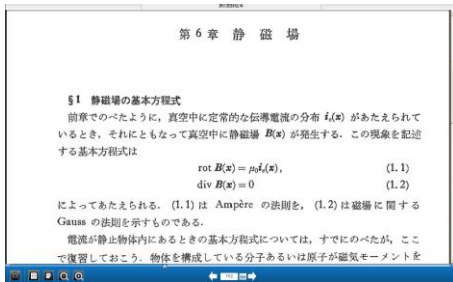 第6章 静磁場
§1 静磁場の基本方程式
前章でのべたように，真空中に定常的な伝導電流の分布 i_e(x) があたえられて
いるとき，それにともなって真空中に静磁場 B(x) が発生する．この現象を記述
する基本方程式は
rot B(x) = μ₀i_e(x), (1.1)
div B(x) = 0 (1.2)
によってあたえられる．(1.1) は Ampère の法則を，(1.2) は磁場に関する
Gauss の法則を示すものである．
電流が静止物体内にあるときの基本方程式については，すでにのべたが，ここ
で復習しておこう．物体を構成している分子あるいは原子が磁気モーメントを